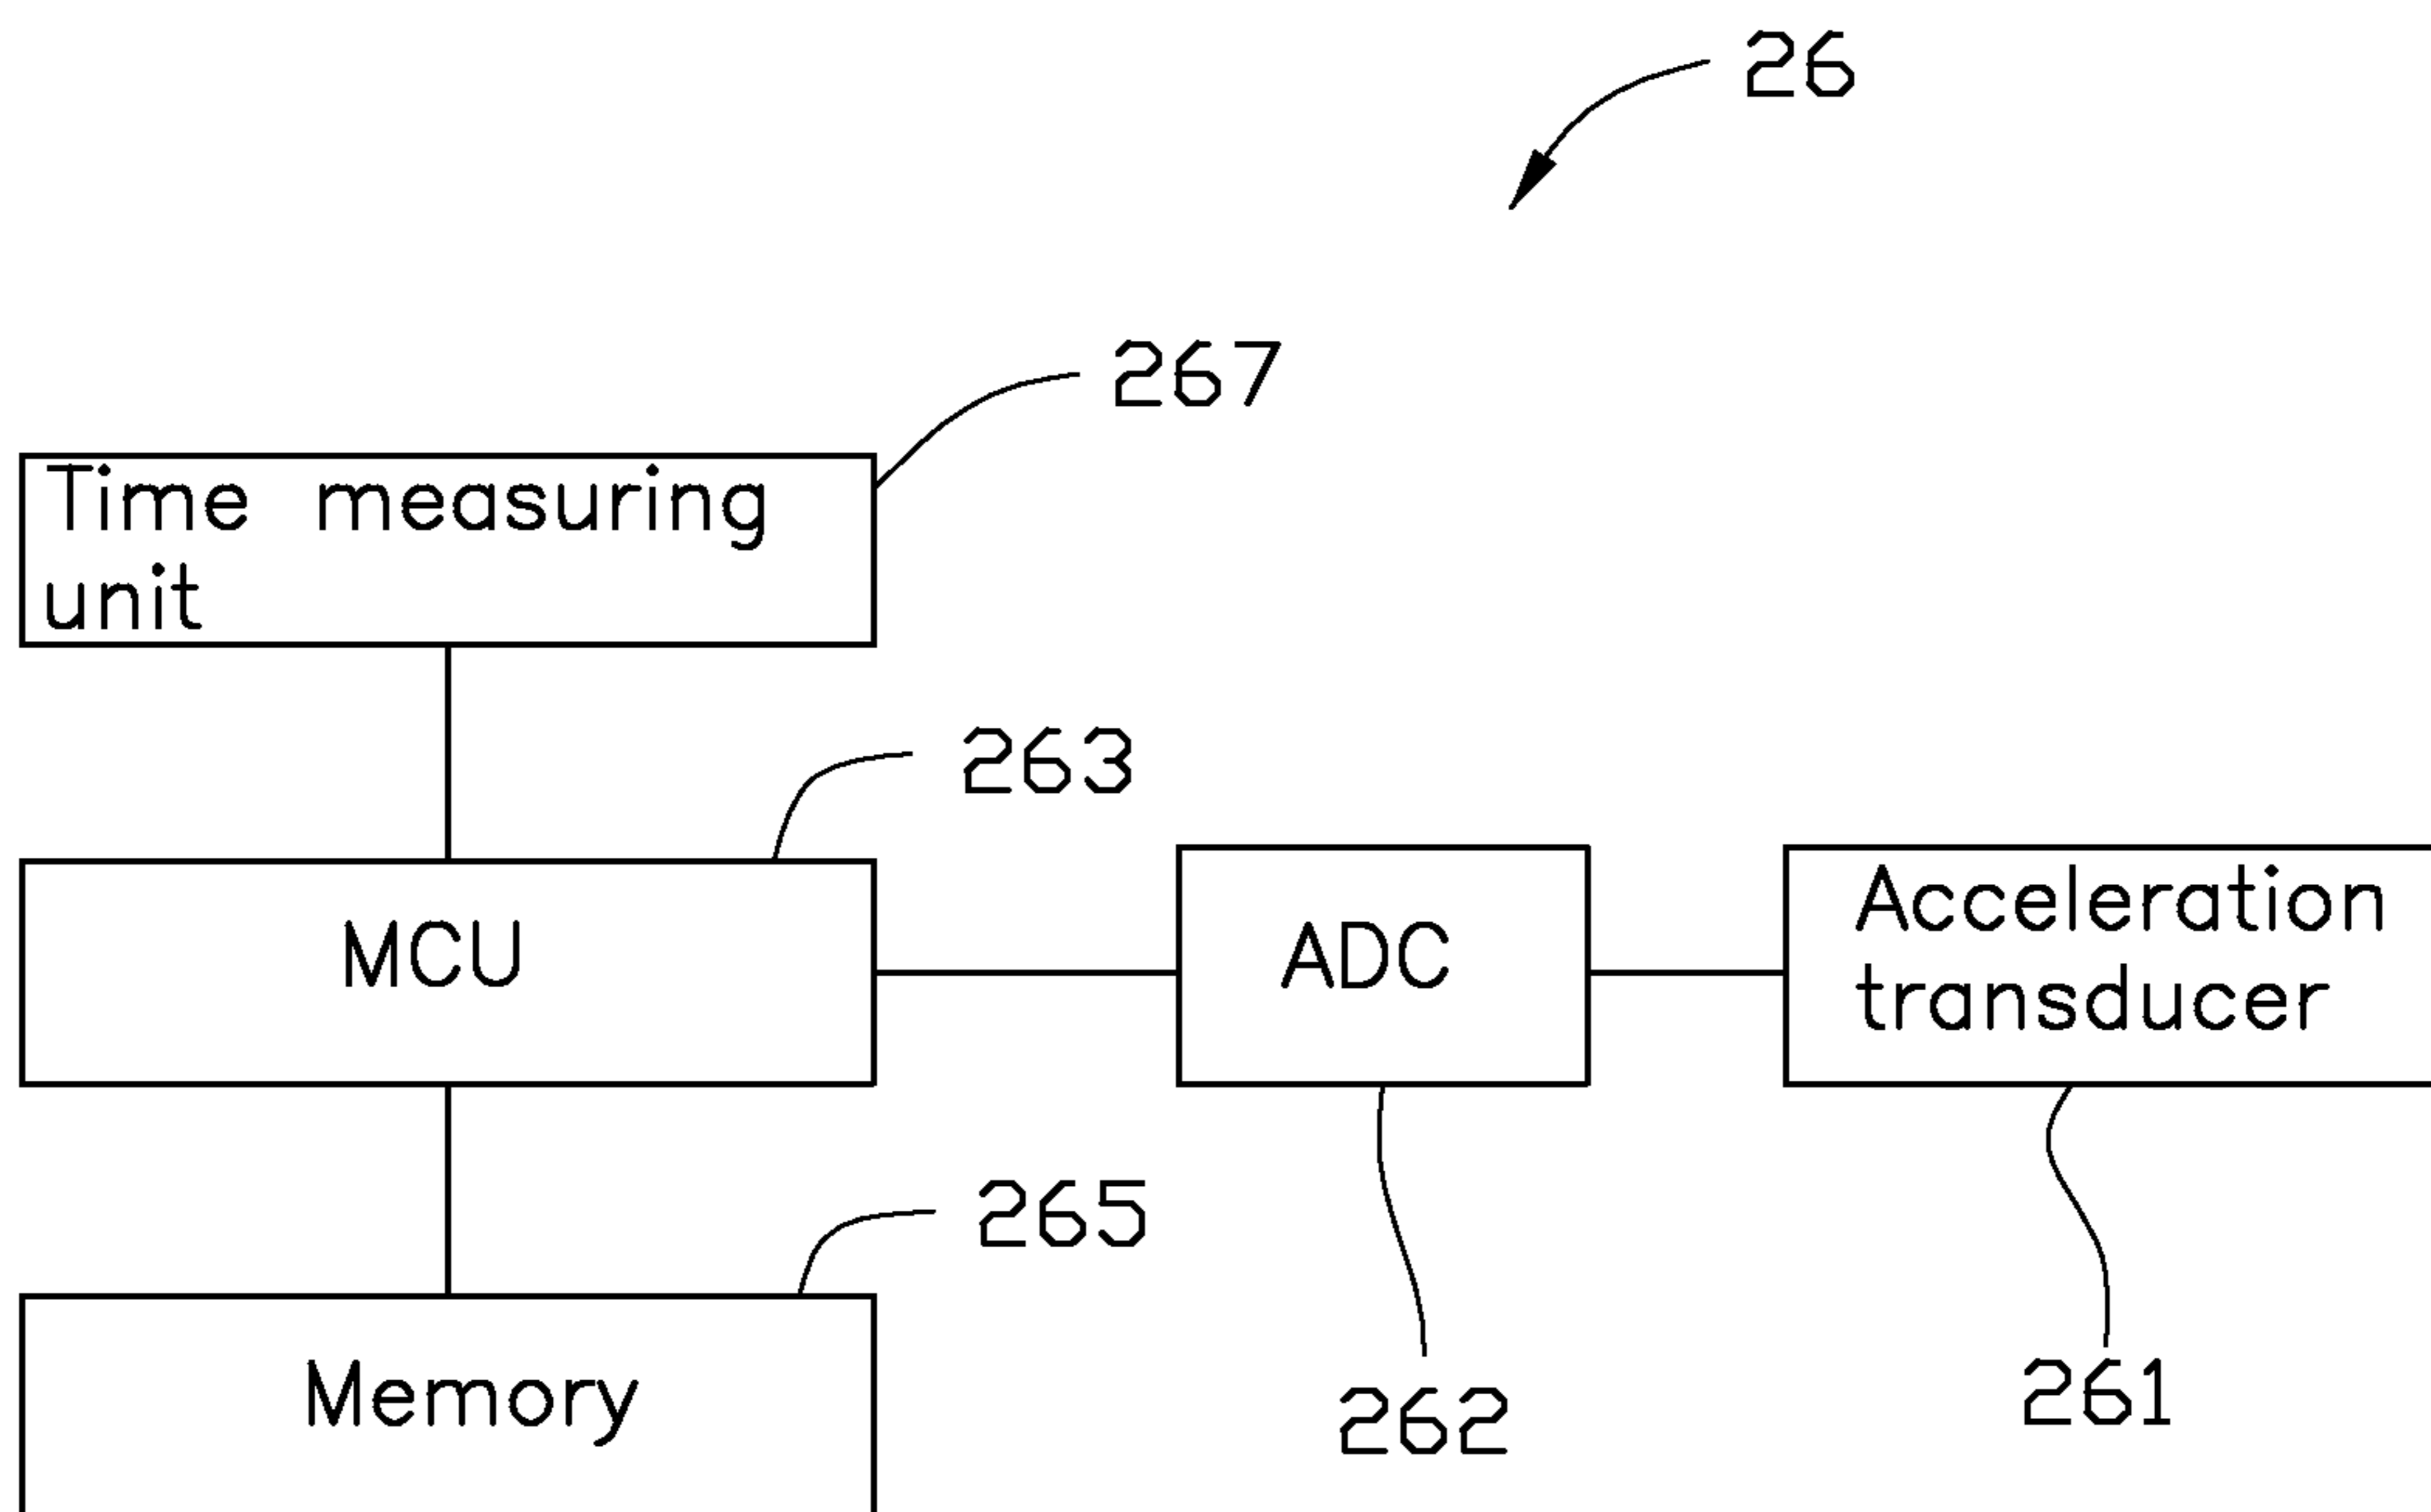 26
267
Time measuring
unit
263
MCU
ADC
Acceleration
transducer
265
Memory
262
261